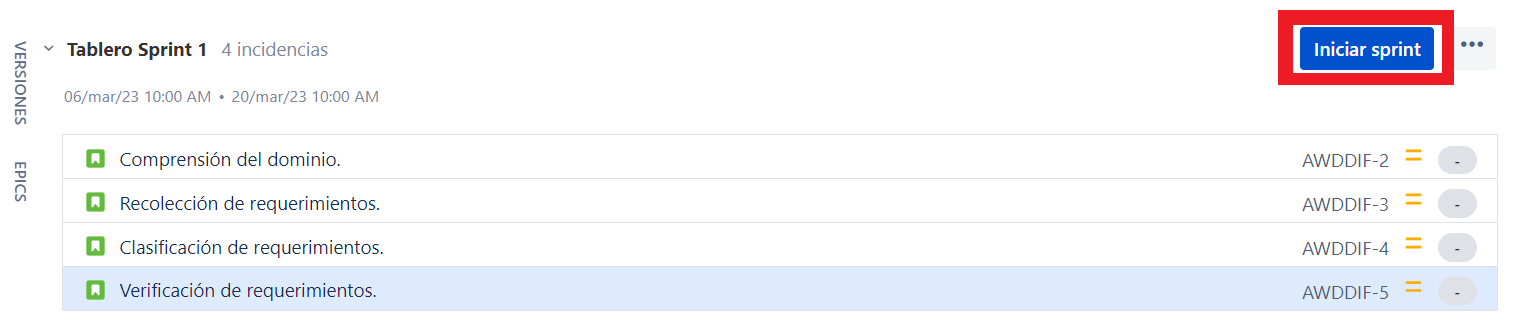 VERSIONES
EPICS
Tablero Sprint 1 4 incidencias
Iniciar sprint •••
06/mar/23 10:00 AM • 20/mar/23 10:00 AM
Comprensión del dominio. AWDDIF-2 -
Recolección de requerimientos. AWDDIF-3 -
Clasificación de requerimientos. AWDDIF-4 -
Verificación de requerimientos. AWDDIF-5 -